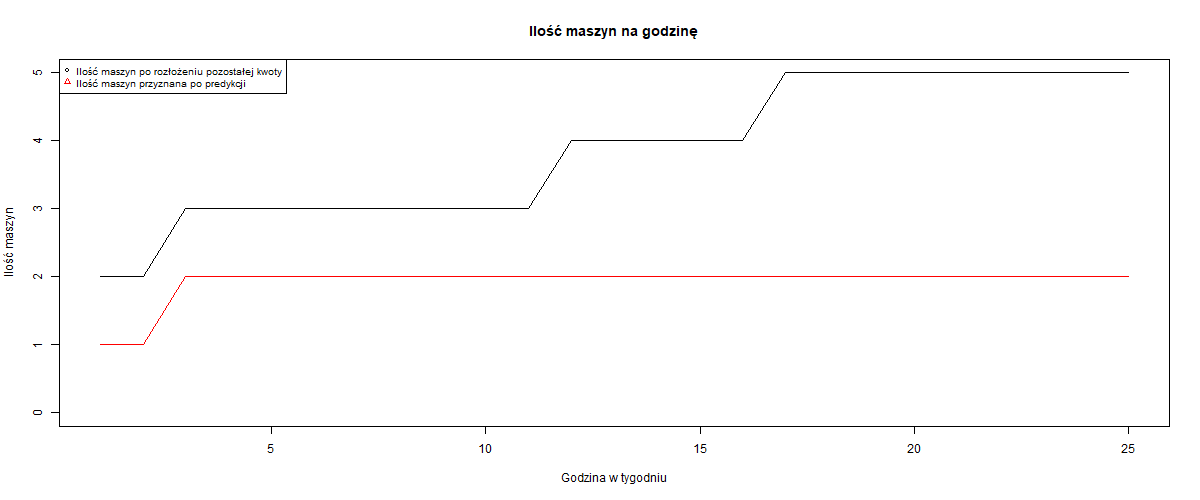 Ilość maszyn na godzinę
Ilość maszyn po rozłożeniu pozostałej kwoty
Ilość maszyn przyznana po predykcji
Ilość maszyn
5
4
3
2
1
0
5 10 15 20 25
Godzina w tygodniu